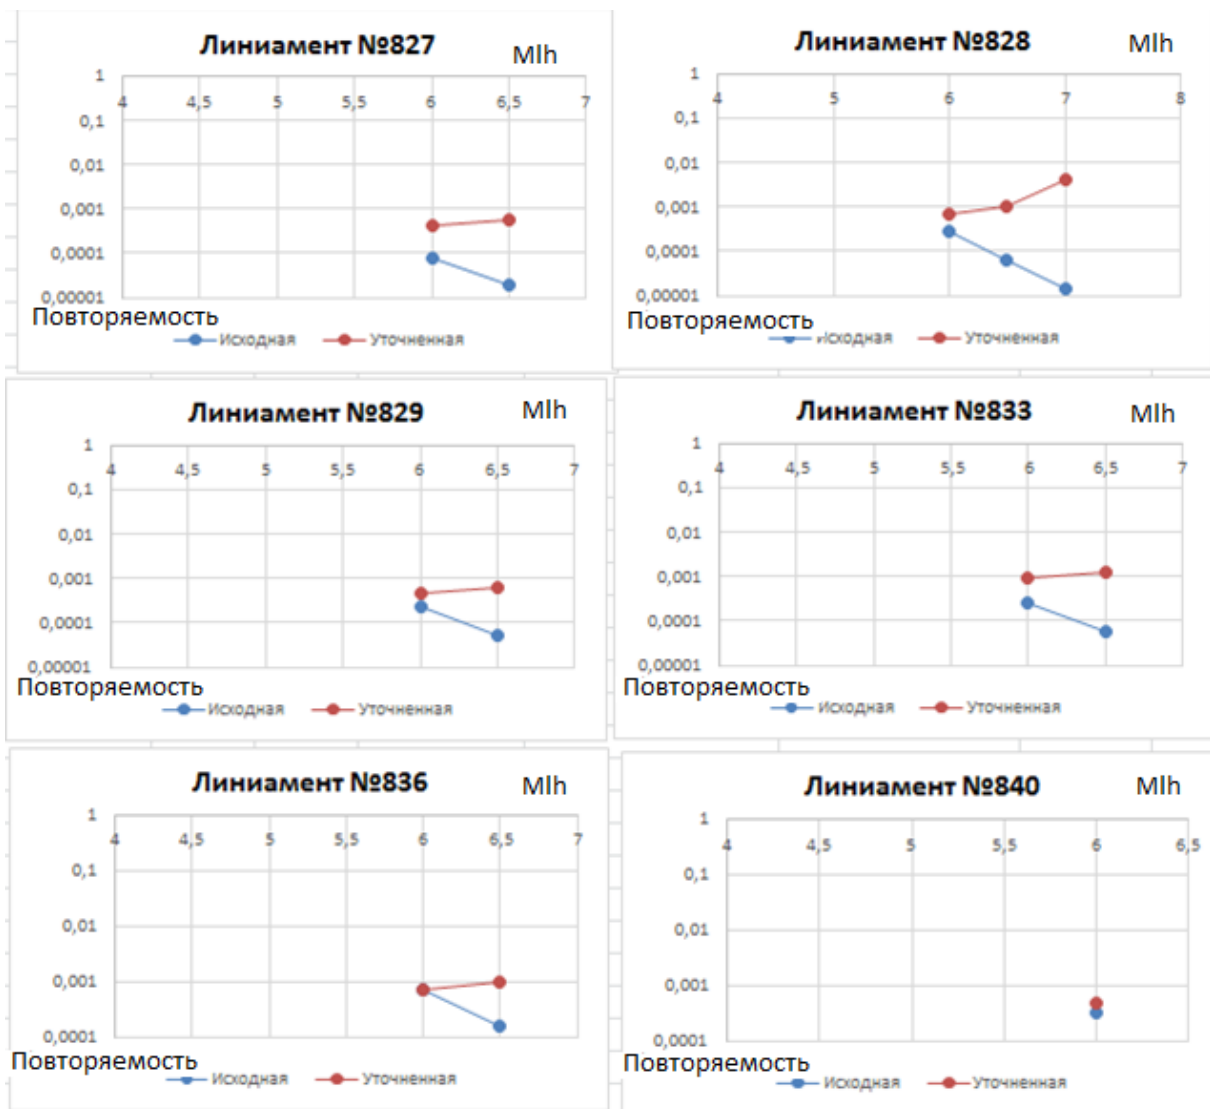 Линиамент №827
Mlh
1
4 4,5 5 5,5 6 6,5 7
0,1
0,01
0,001
0,0001
0,00001
Повторяемость
Исходная Уточненная
Линиамент №828
Mlh
1
4 5 6 7 8
0,1
0,01
0,001
0,0001
0,00001
Повторяемость
Исходная Уточненная
Линиамент №829
Mlh
1
4 4,5 5 5,5 6 6,5 7
0,1
0,01
0,001
0,0001
0,00001
Повторяемость
Исходная Уточненная
Линиамент №833
Mlh
1
4 4,5 5 5,5 6 6,5 7
0,1
0,01
0,001
0,0001
0,00001
Повторяемость
Исходная Уточненная
Линиамент №836
Mlh
1
4 4,5 5 5,5 6 6,5 7
0,1
0,01
0,001
0,0001
Повторяемость
Исходная Уточненная
Линиамент №840
Mlh
1
4 4,5 5 5,5 6 6,5
0,1
0,01
0,001
0,0001
Повторяемость
Исходная Уточненная